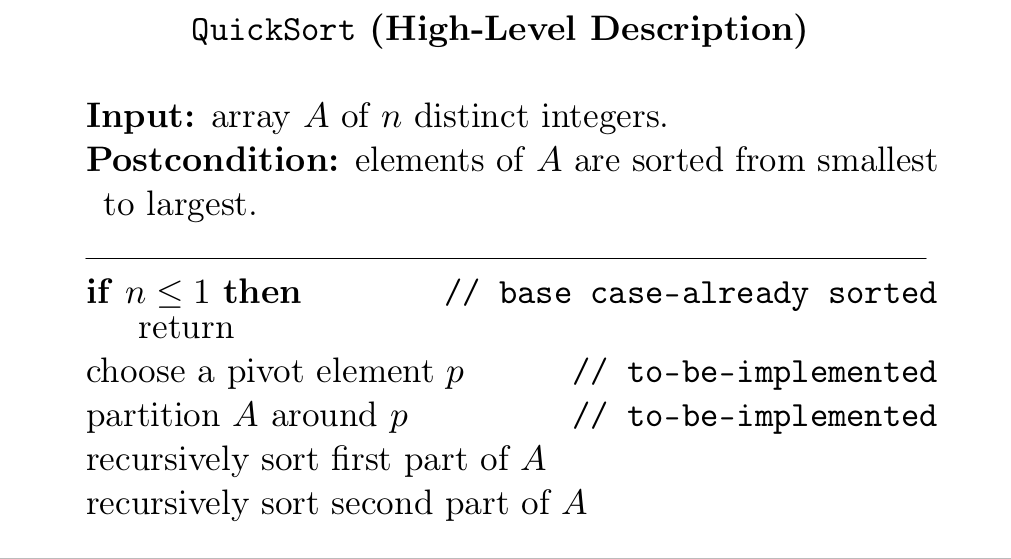 QuickSort (High-Level Description)
Input: array A of n distinct integers.
Postcondition: elements of A are sorted from smallest
to largest.
if n ≤ 1 then // base case-already sorted
return
choose a pivot element p // to-be-implemented
partition A around p // to-be-implemented
recursively sort first part of A
recursively sort second part of A